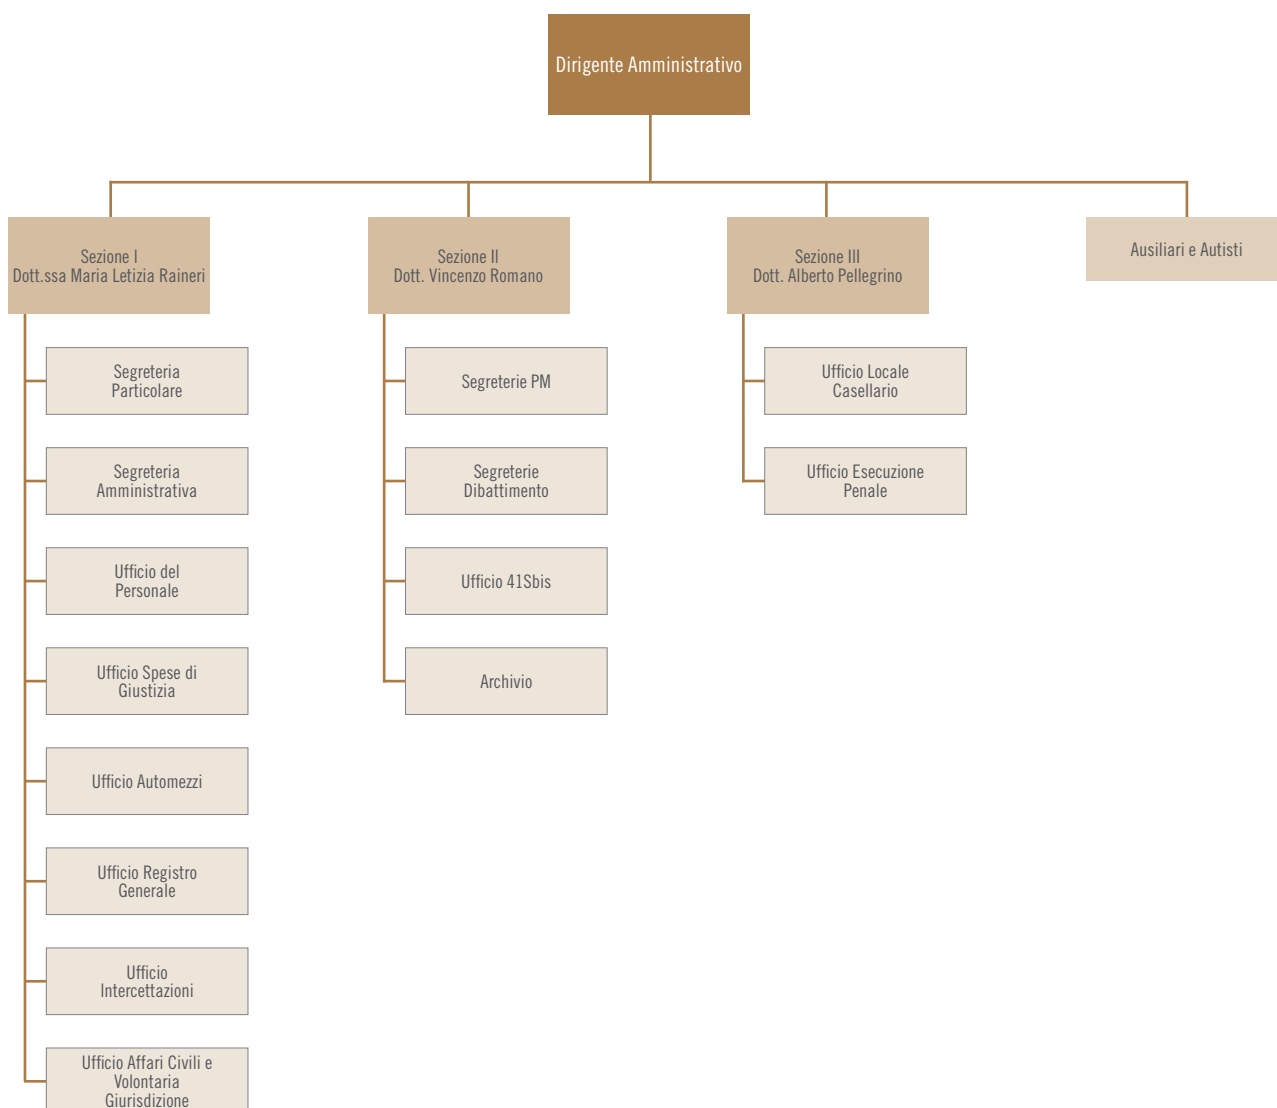 Dirigente Amministrativo
Sezione I
Dott.ssa Maria Letizia Raineri
Segreteria
Particolare
Segreteria
Amministrativa
Ufficio del
Personale
Ufficio Spese di
Giustizia
Ufficio Automezzi
Ufficio Registro
Generale
Ufficio
Intercettazioni
Ufficio Affari Civili e
Volontaria
Giurisdizione
Sezione II
Dott. Vincenzo Romano
Segreterie PM
Segreterie
Dibattimento
Ufficio 41Sbis
Archivio
Sezione III
Dott. Alberto Pellegrino
Ufficio Locale
Casellario
Ufficio Esecuzione
Penale
Ausiliari e Autisti